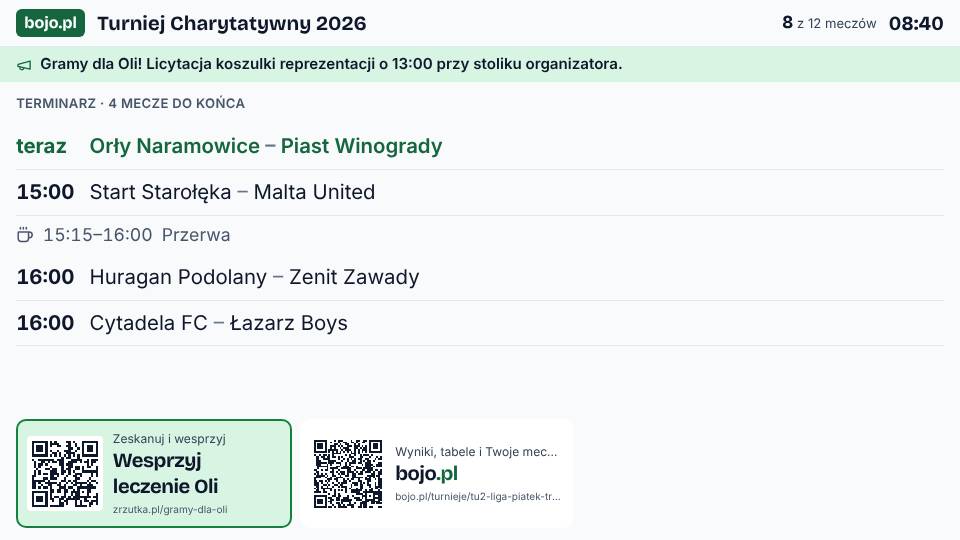 bojo.pl Turniej Charytatywny 2026 8 z 12 meczów 08:40
Gramy dla Oli! Licytacja koszulki reprezentacji o 13:00 przy stoliku organizatora.
TERMINARZ · 4 MECZE DO KOŃCA
teraz Orły Naramowice – Piast Winogrady
15:00 Start Starołęka – Malta United
15:15–16:00 Przerwa
16:00 Huragan Podolany – Zenit Zawady
16:00 Cytadela FC – Łazarz Boys
Zeskanuj i wesprzyj
Wesprzyj
leczenie Oli
zrzutka.pl/gramy-dla-oli
Wyniki, tabele i Twoje mec...
bojo.pl
bojo.pl/turnieje/tu2-liga-piatek-tr...